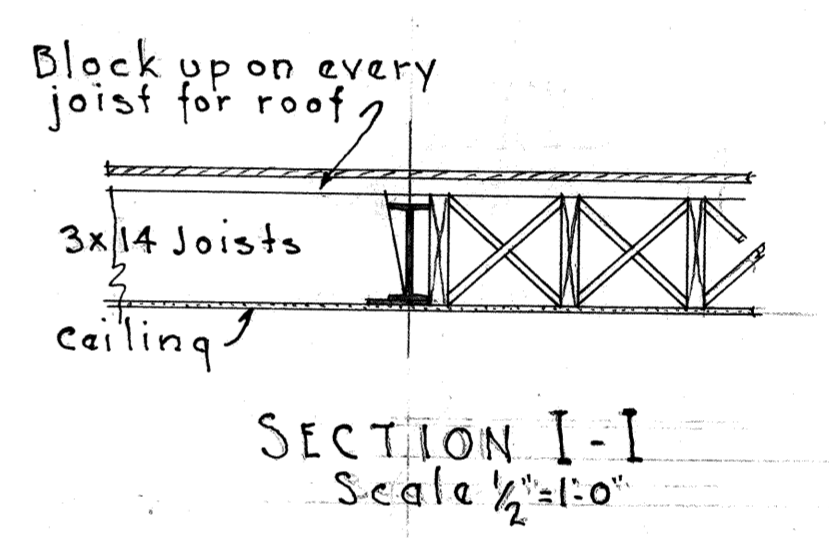 Block up on every
joist for roof
3x14 Joists
Ceiling
SECTION I-I
Scale 1/2"=1'-0"